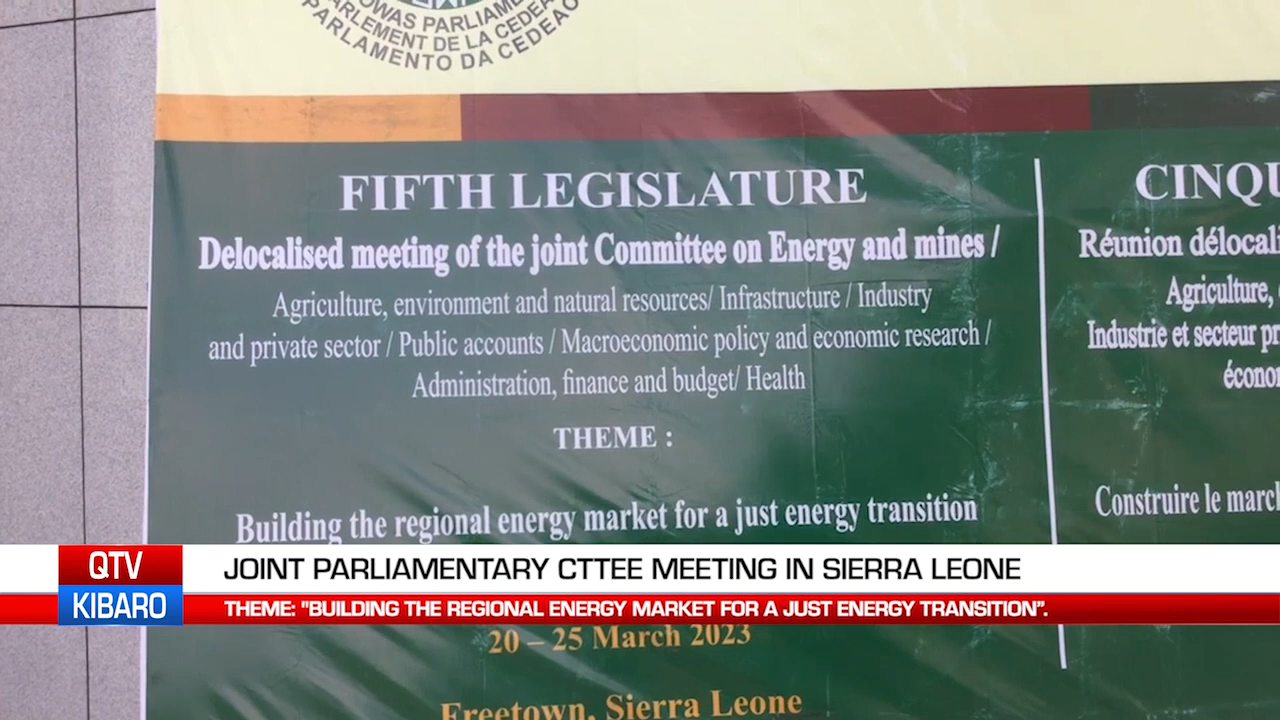 OWAS PARLIAME
PARLEMENT DE LA CEDEA
PARLAMENTO DA CEDEAO
FIFTH LEGISLATURE
Delocalised meeting of the joint Committee on Energy and mines /
Agriculture, environment and natural resources/ Infrastructure / Industry
and private sector / Public accounts / Macroeconomic policy and economic research /
Administration, finance and budget/ Health
THEME :
Building the regional energy market for a just energy transition
20 – 25 March 2023
Freetown, Sierra Leone
CINQU
Réunion délocali
Agriculture,
Industrie et secteur pr
écono
Construire le march
QTV
KIBARO
JOINT PARLIAMENTARY CTTEE MEETING IN SIERRA LEONE
THEME: "BUILDING THE REGIONAL ENERGY MARKET FOR A JUST ENERGY TRANSITION”.